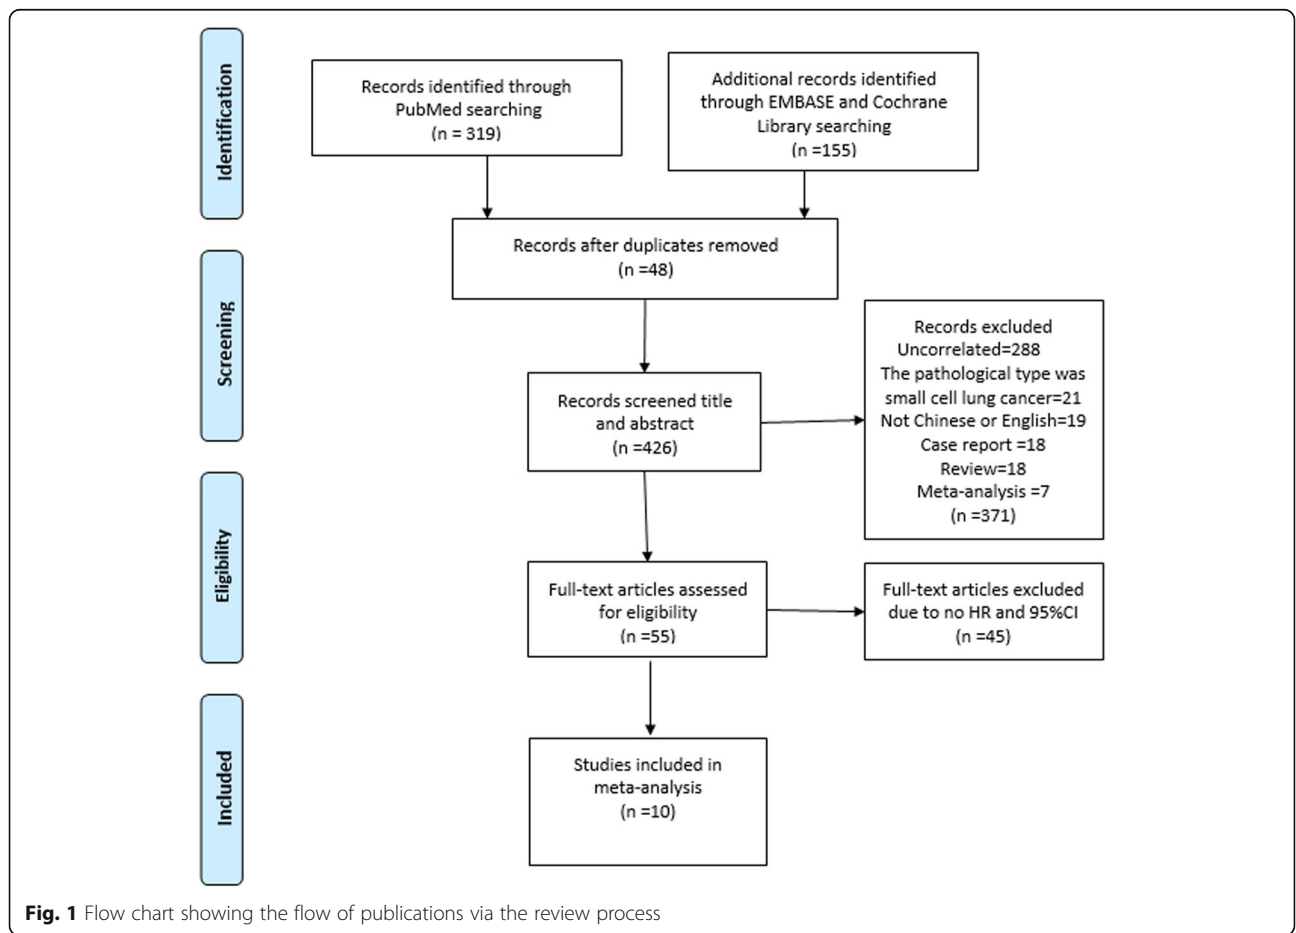 Identification
Records identified through
PubMed searching
(n = 319)
Additional records identified
through EMBASE and Cochrane
Library searching
(n =155)
Records after duplicates removed
(n =48)
Screening
Records screened title
and abstract
(n =426)
Records excluded
Uncorrelated=288
The pathological type was
small cell lung cancer=21
Not Chinese or English=19
Case report =18
Review=18
Meta-analysis =7
(n =371)
Eligibility
Full-text articles assessed
for eligibility
(n =55)
Full-text articles excluded
due to no HR and 95%CI
(n =45)
Included
Studies included in
meta-analysis
(n =10)
Fig. 1 Flow chart showing the flow of publications via the review process